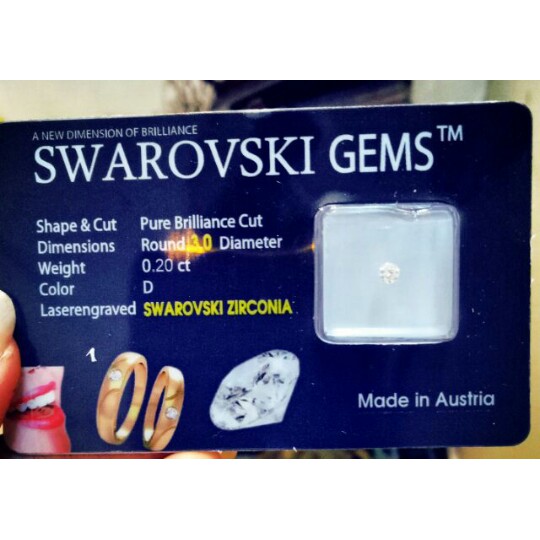 A NEW DIMENSION OF BRILLIANCE
SWAROVSKI GEMS™
Shape & Cut Pure Brilliance Cut
Dimensions Round 3.0 Diameter
Weight 0.20 ct
Color D
Laserengraved SWAROVSKI ZIRCONIA
1
Made in Austria